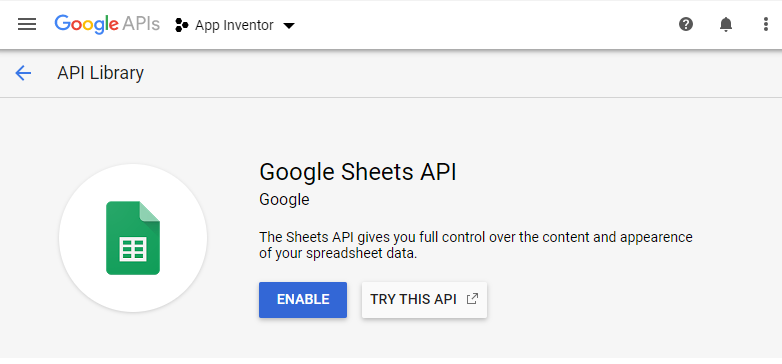 Google APIs App Inventor
API Library
Google Sheets API
Google
The Sheets API gives you full control over the content and appearence
of your spreadsheet data.
ENABLE TRY THIS API